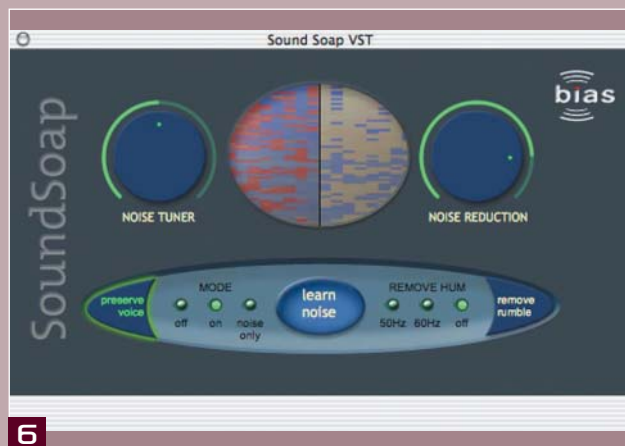 Sound Soap VST
SoundSoap
bias
NOISE TUNER
NOISE REDUCTION
preserve
voice
MODE
off
on
noise
only
learn
noise
REMOVE HUM
50Hz
60Hz
off
remove
rumble
6